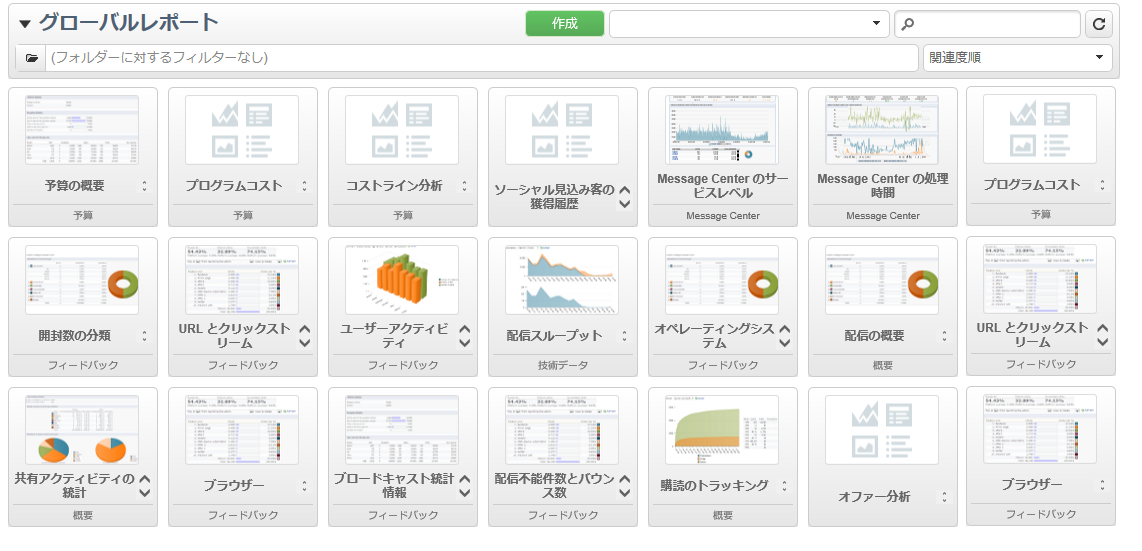 グローバルレポート
作成
(フォルダーに対するフィルターなし)
関連度順
予算の概要
予算
プログラムコスト
予算
コストライン分析
予算
ソーシャル見込み客の
獲得履歴
Message Center のサー
ビスレベル
Message Center
Message Center の処理
時間
Message Center
プログラムコスト
予算
開封数の分類
フィードバック
URL とクリックスト
リーム
フィードバック
ユーザーアクティビ
ティ
フィードバック
配信スループット
技術データ
オペレーティングシス
テム
フィードバック
配信の概要
概要
URL とクリックスト
リーム
フィードバック
共有アクティビティの
統計
概要
ブラウザー
フィードバック
ブロードキャスト統計
情報
フィードバック
配信不能件数とバウン
ス数
フィードバック
購読のトラッキング
概要
オファー分析
ブラウザー
フィードバック